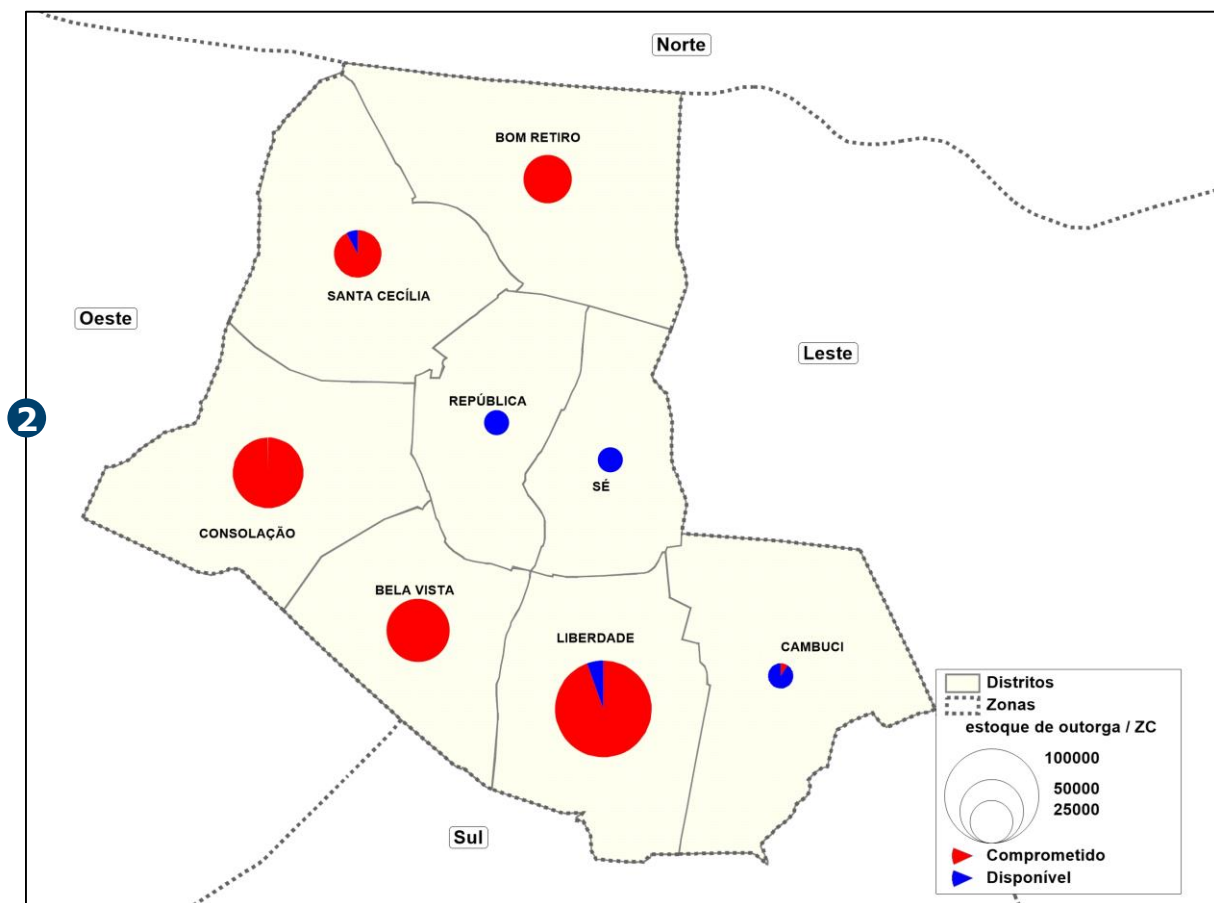 Norte
BOM RETIRO
SANTA CECÍLIA
Oeste
Leste
REPÚBLICA
2
SÉ
CONSOLAÇÃO
BELA VISTA
LIBERDADE
CAMBUCI
Distritos
Zonas
estoque de outorga / ZC
100000
50000
25000
Sul
Comprometido
Disponível